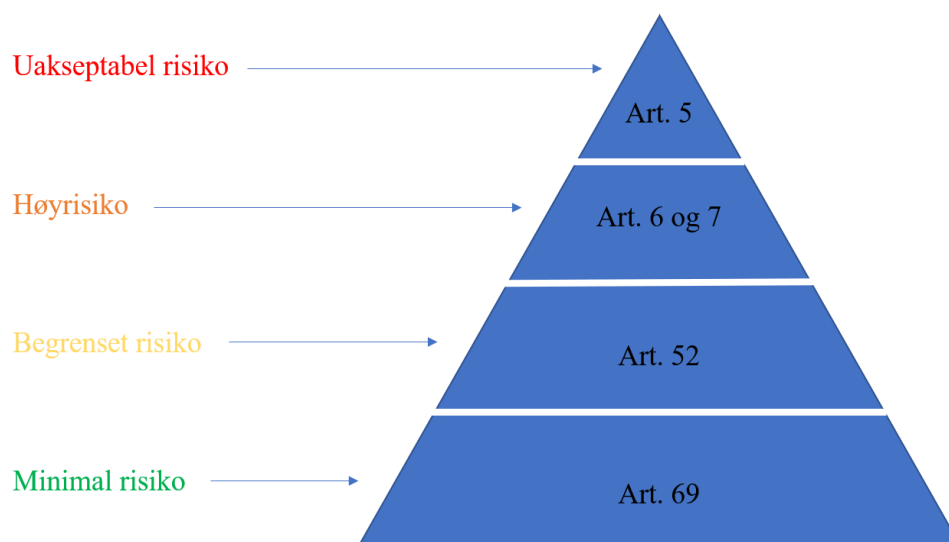 Uakseptabel risiko
Art. 5
Høyrisiko
Art. 6 og 7
Begrenset risiko
Art. 52
Minimal risiko
Art. 69